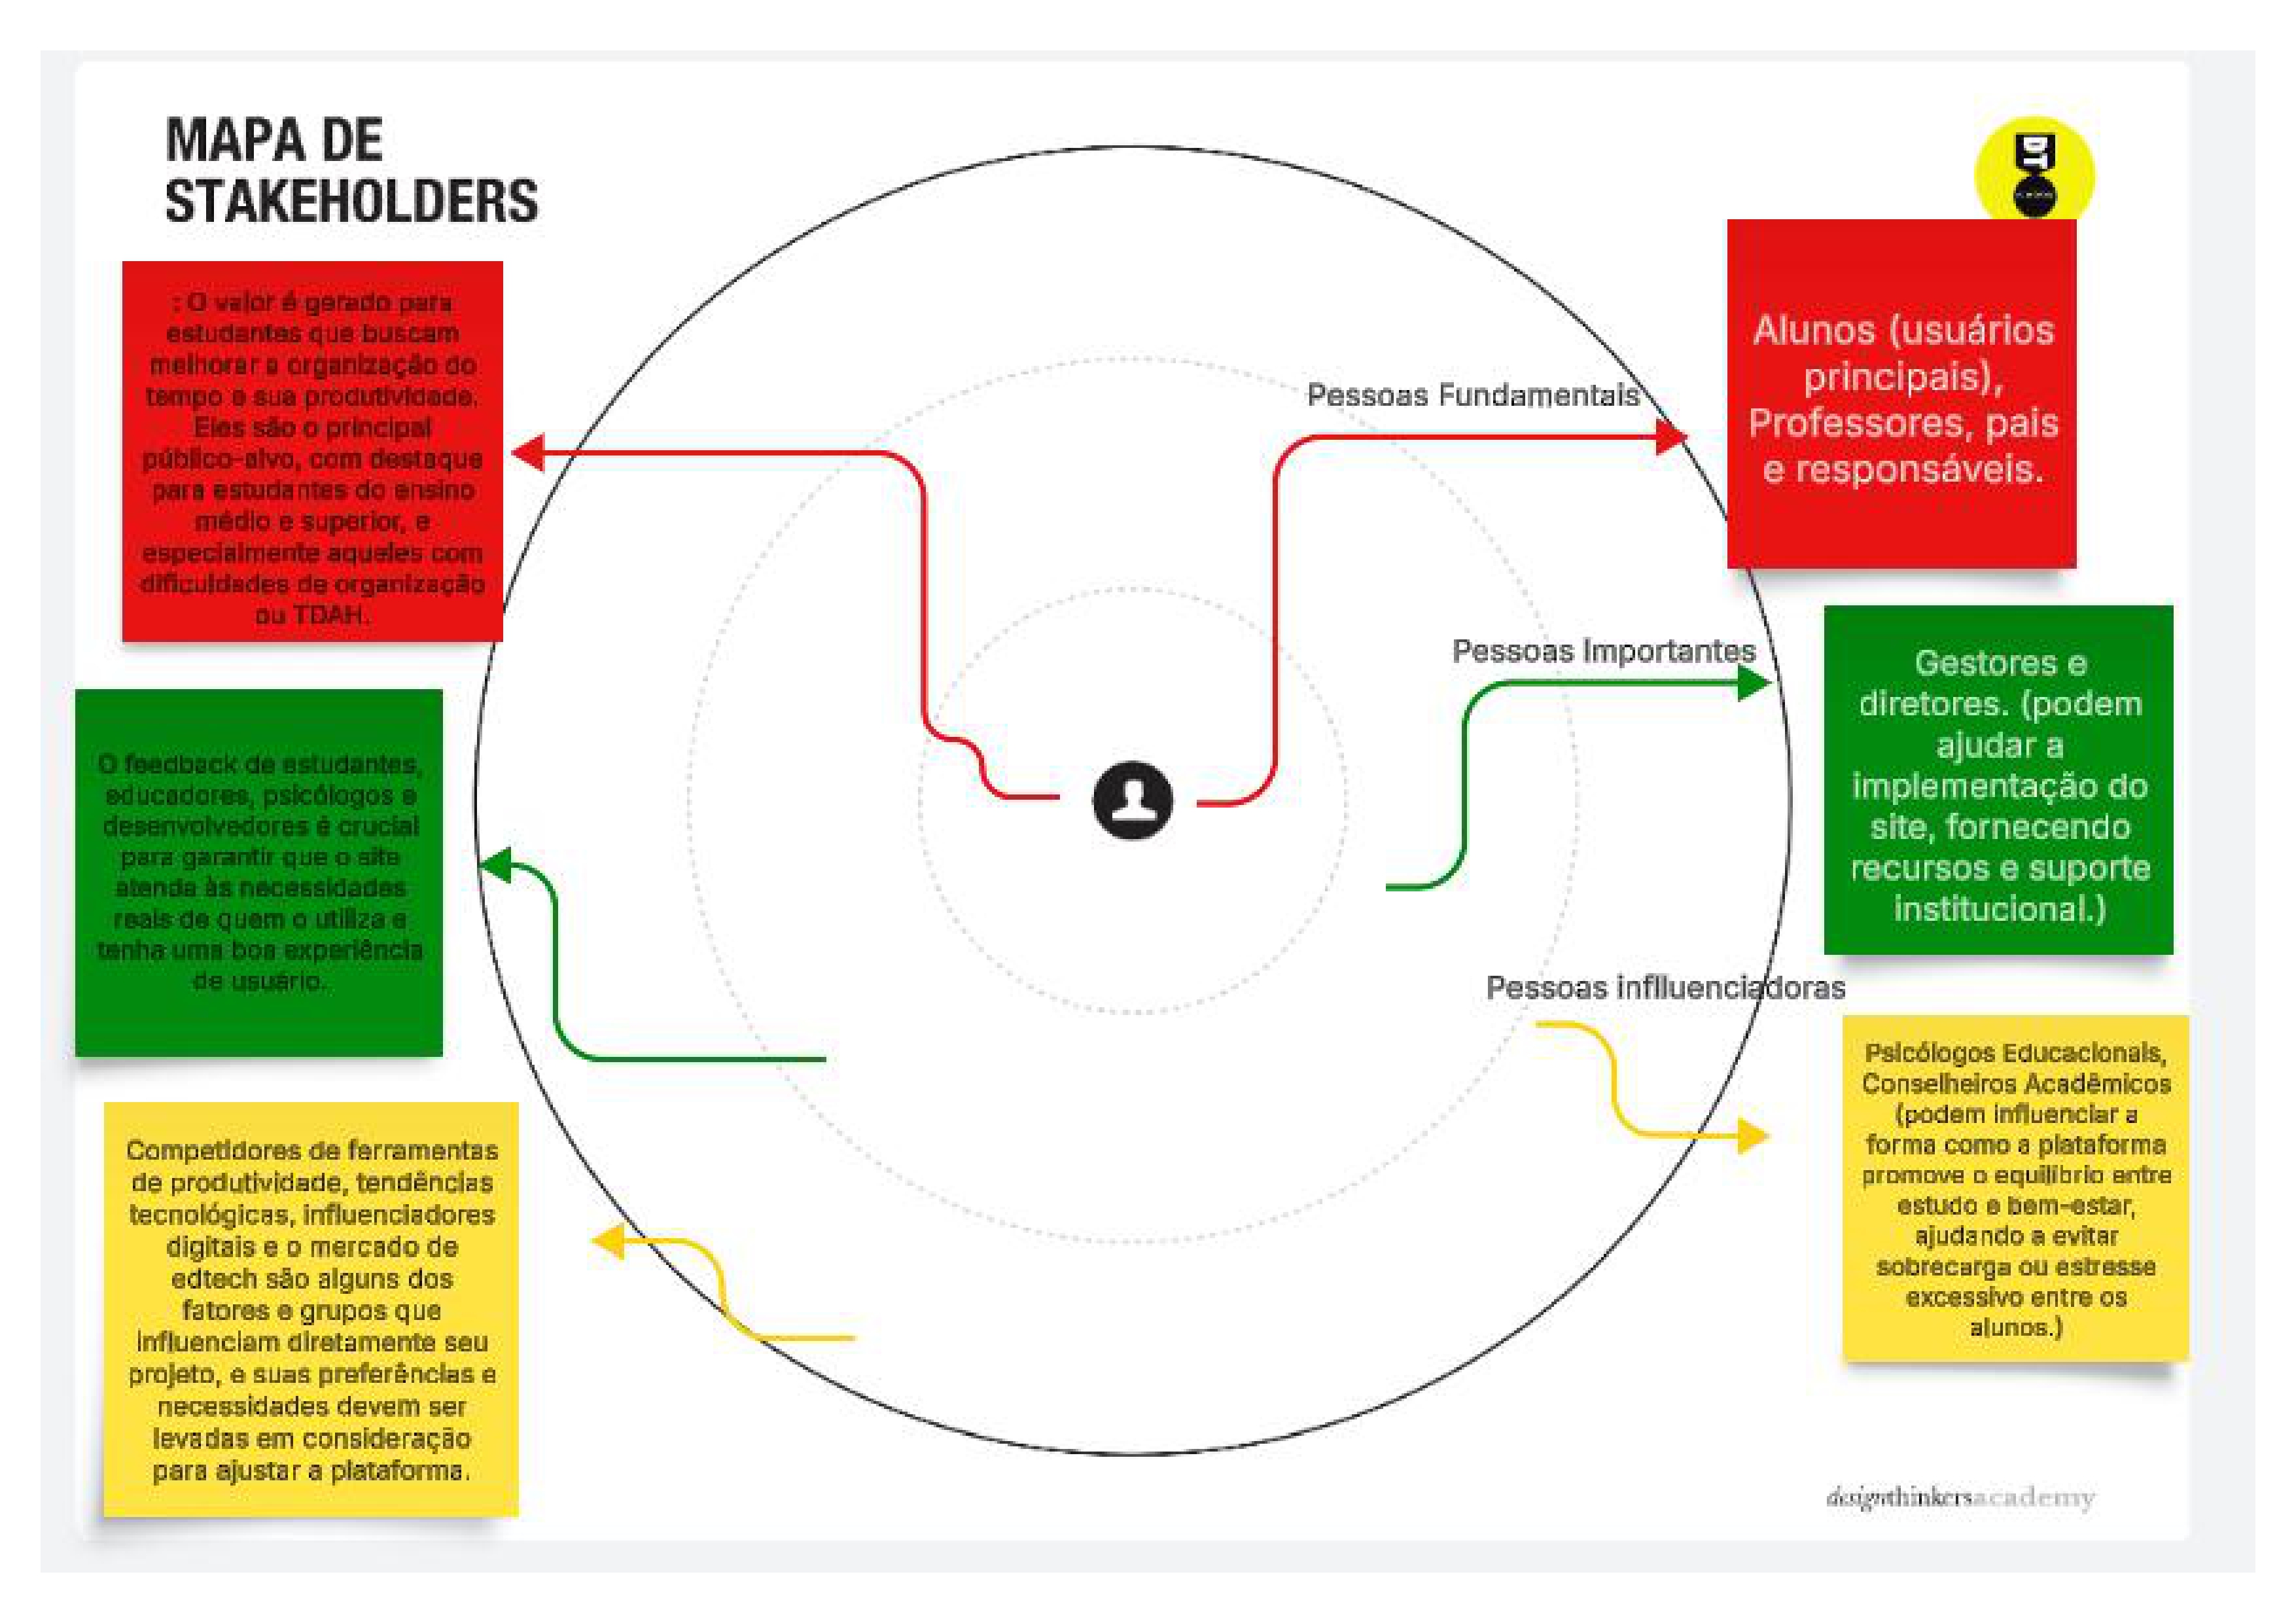 MAPA DE
STAKEHOLDERS
: O valor é gerado para
estudantes que buscam
melhorar a organização do
tempo e sua produtividade.
Eles são o principal
público-alvo, com destaque
para estudantes do ensino
médio e superior, e
especialmente aqueles com
dificuldades de organização
ou TDAH.
O feedback de estudantes,
educadores, psicólogos e
desenvolvedores é crucial
para garantir que o site
atenda às necessidades
reais de quem o utiliza e
tenha uma boa experiência
de usuário.
Competidores de ferramentas
de produtividade, tendências
tecnológicas, influenciadores
digitais e o mercado de
edtech são alguns dos
fatores e grupos que
influenciam diretamente seu
projeto, e suas preferências e
necessidades devem ser
levadas em consideração
para ajustar a plataforma.
Pessoas Fundamentais
Pessoas Importantes
Pessoas inflluenciadoras
DT
Alunos (usuários
principais),
Professores, pais
e responsáveis.
Gestores e
diretores. (podem
ajudar a
implementação do
site, fornecendo
recursos e suporte
institucional.)
Psicólogos Educacionais,
Conselheiros Acadêmicos
(podem influenciar a
forma como a plataforma
promove o equilíbrio entre
estudo e bem-estar,
ajudando a evitar
sobrecarga ou estresse
excessivo entre os
alunos.)
designthinkersacademy